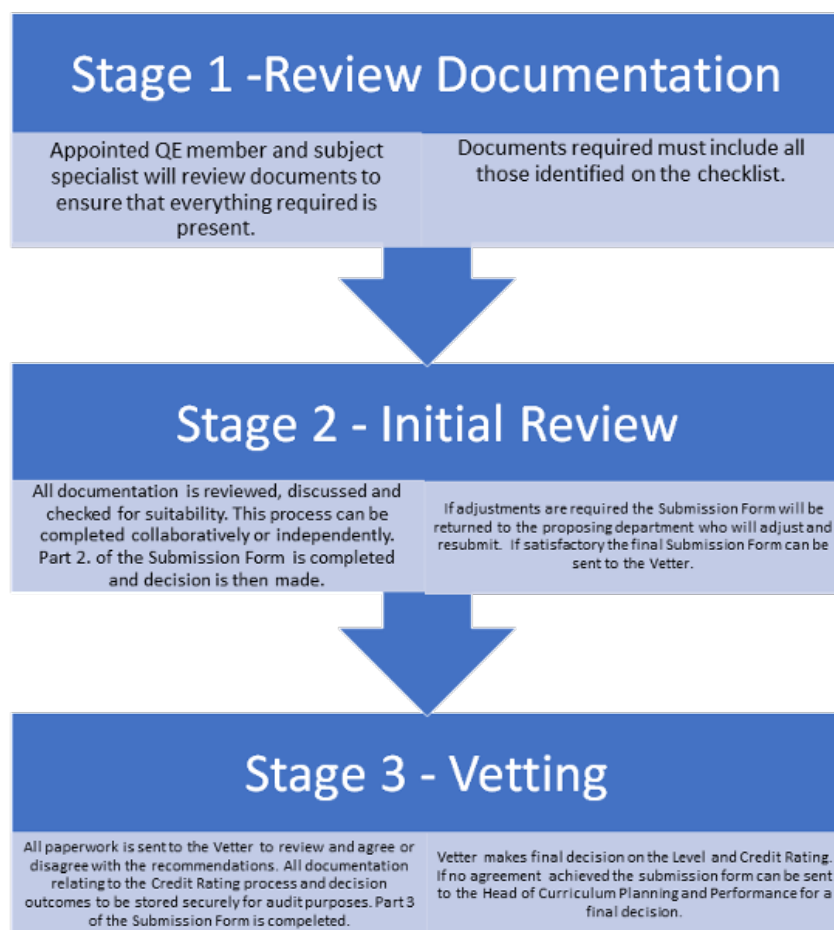 Stage 1 -Review Documentation
Appointed QE member and subject
specialist will review documents to
ensure that everything required is
present.
Documents required must include all
those identified on the checklist.
Stage 2 - Initial Review
All documentation is reviewed, discussed and
checked for suitability. This process can be
completed collaboratively or independently.
Part 2. of the Submission Form is completed
and decision is then made.
If adjustments are required the Submission Form will be
returned to the proposing department who will adjust and
resubmit. If satisfactory the final Submission Form can be
sent to the Vetter.
Stage 3 - Vetting
All paperwork is sent to the Vetter to review and agree or
disagree with the recommendations. All documentation
relating to the Credit Rating process and decision
outcomes to be stored securely for audit purposes. Part 3
of the Submission Form is compeleted.
Vetter makes final decision on the Level and Credit Rating.
If no agreement achieved the submission form can be sent
to the Head of Curriculum Planning and Performance for a
final decision.